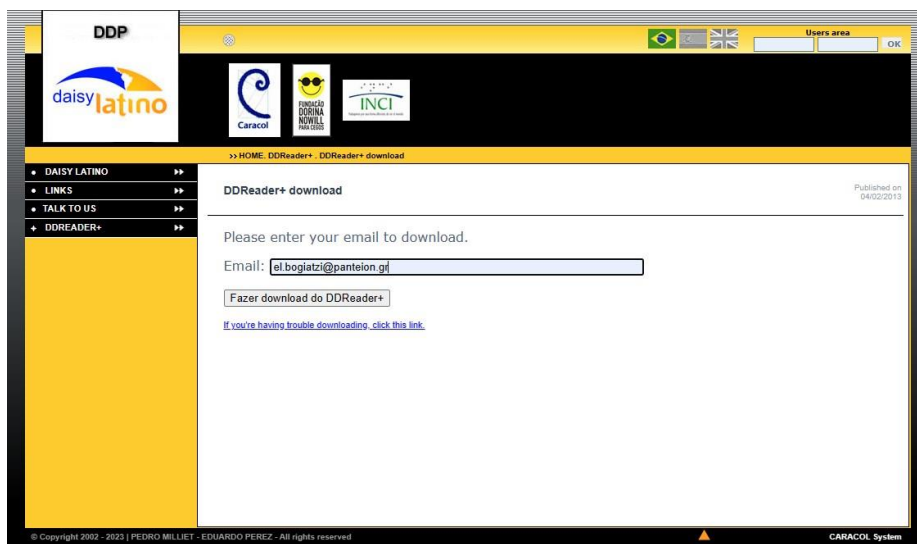 DDP
Users area
OK
daisy latino
Caracol
FUNDAÇÃO
DORINA
NOWILL
PARA CEGOS
INCI
>> HOME. DDReader+ . DDReader+ download
DAISY LATINO
LINKS
TALK TO US
+ DDREADER+
DDReader+ download
Published on
04/02/2013
Please enter your email to download.
Email: el.bogiatzi@panteion.gr
Fazer download do DDReader+
If you're having trouble downloading, click this link.
© Copyright 2002 - 2023 | PEDRO MILLIET - EDUARDO PEREZ - All rights reserved
CARACOL System